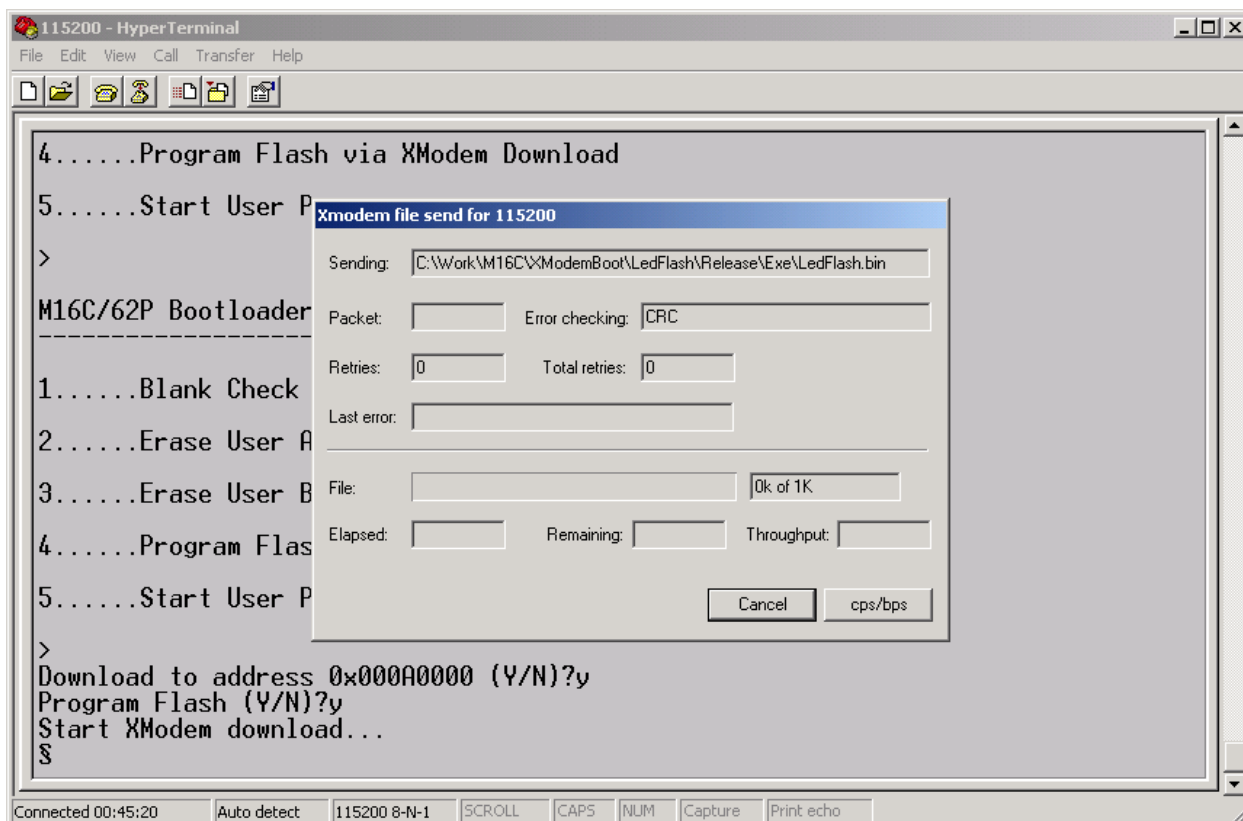 115200 - HyperTerminal
File Edit View Call Transfer Help
4......Program Flash via XModem Download
5......Start User P
>
M16C/62P Bootloader
--------------------
1......Blank Check
2......Erase User A
3......Erase User B
4......Program Flas
5......Start User P
>
Download to address 0x000A0000 (Y/N)?y
Program Flash (Y/N)?y
Start XModem download...
§
Xmodem file send for 115200
Sending: C:\Work\M16C\XModemBoot\LedFlash\Release\Exe\LedFlash.bin
Packet: Error checking: CRC
Retries: 0 Total retries: 0
Last error:
File: 0k of 1K
Elapsed: Remaining: Throughput:
Cancel cps/bps
Connected 00:45:20 Auto detect 115200 8-N-1 SCROLL CAPS NUM Capture Print echo